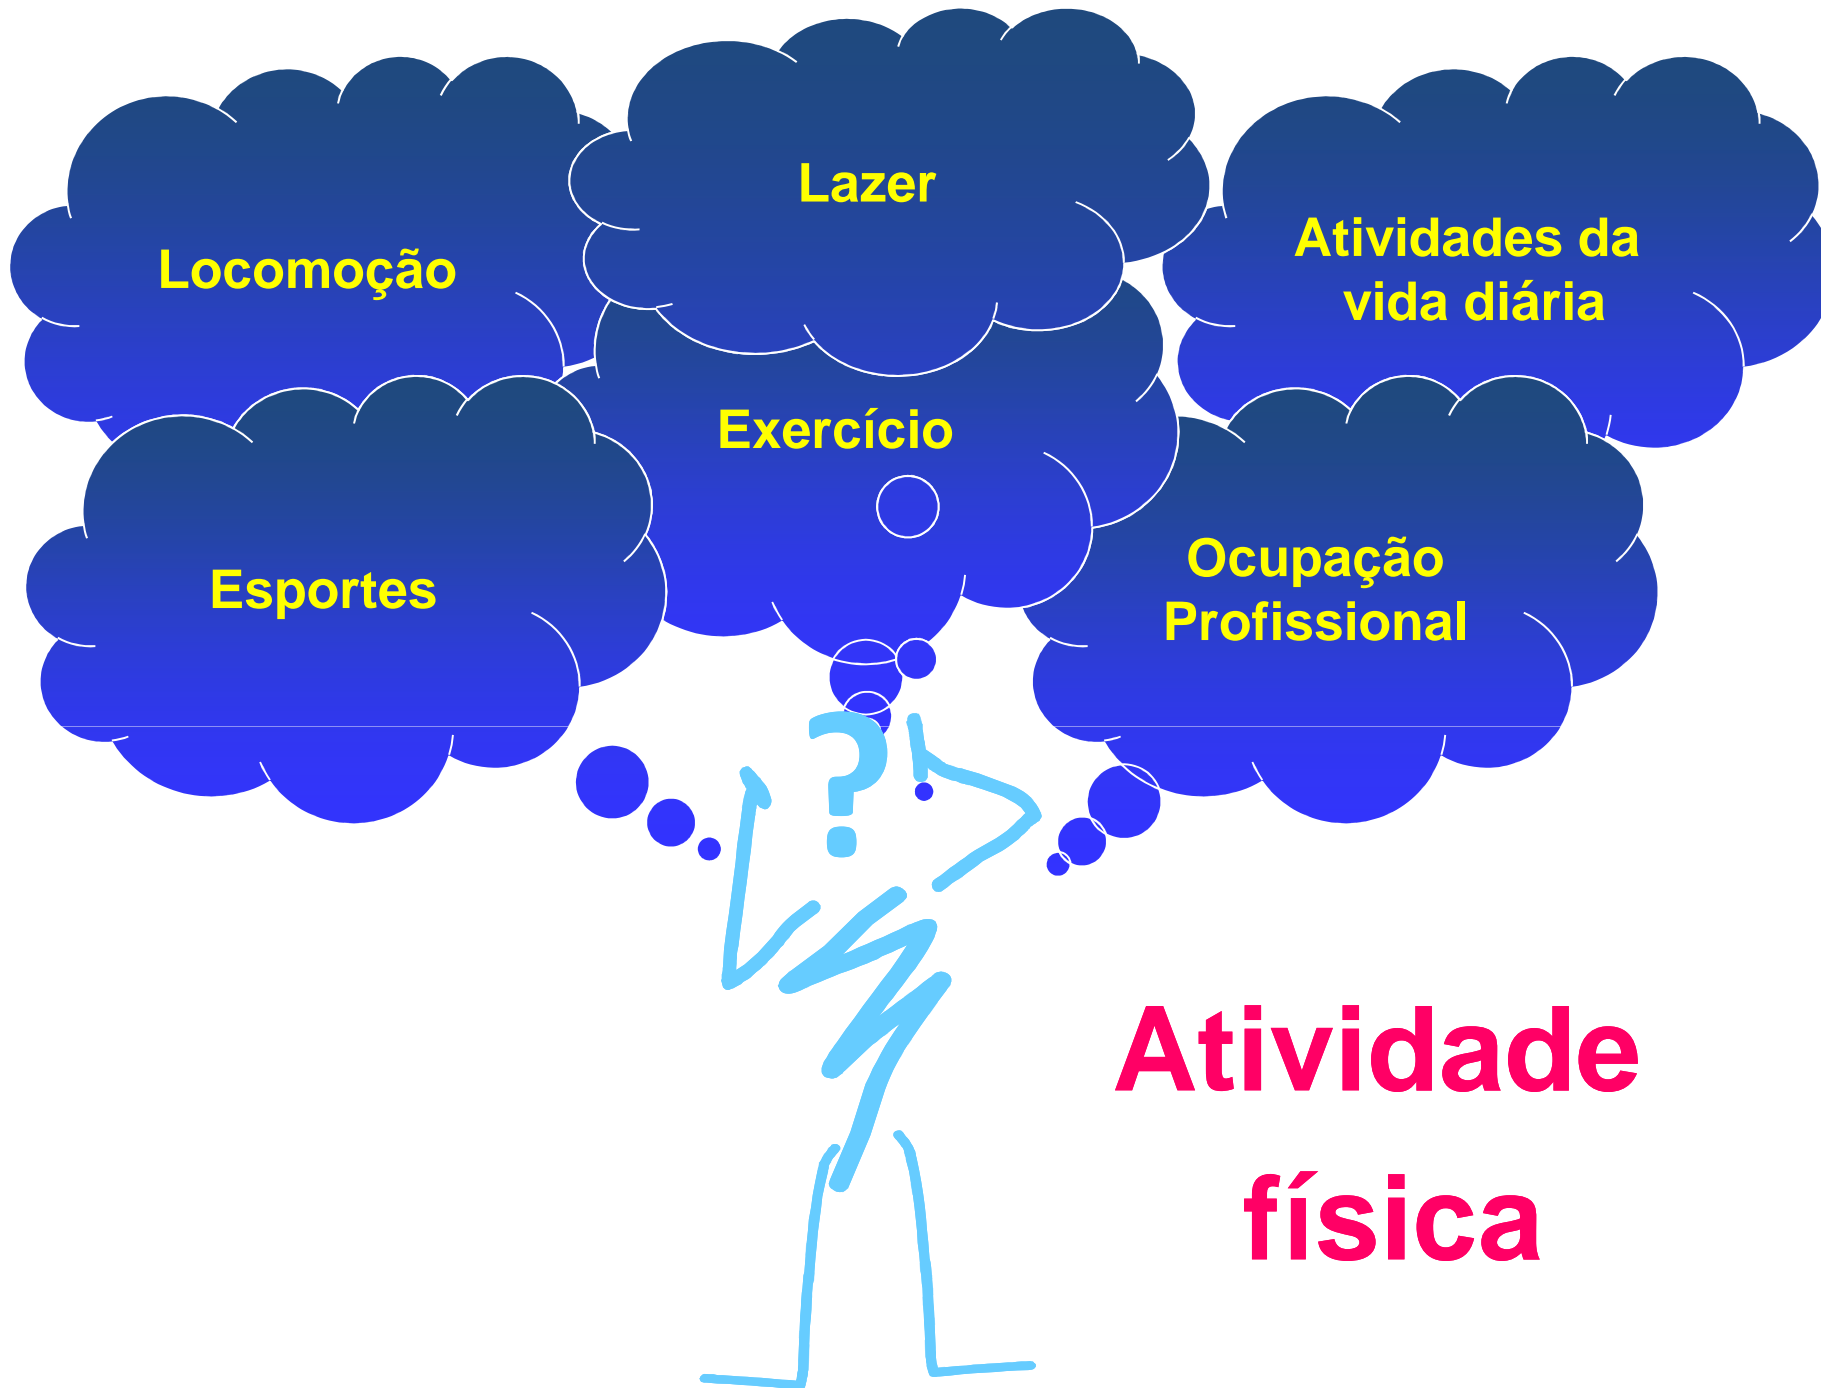 Lazer
Locomoção
Atividades da
vida diária
Exercício
Esportes
Ocupação
Profissional
?
Atividade
física